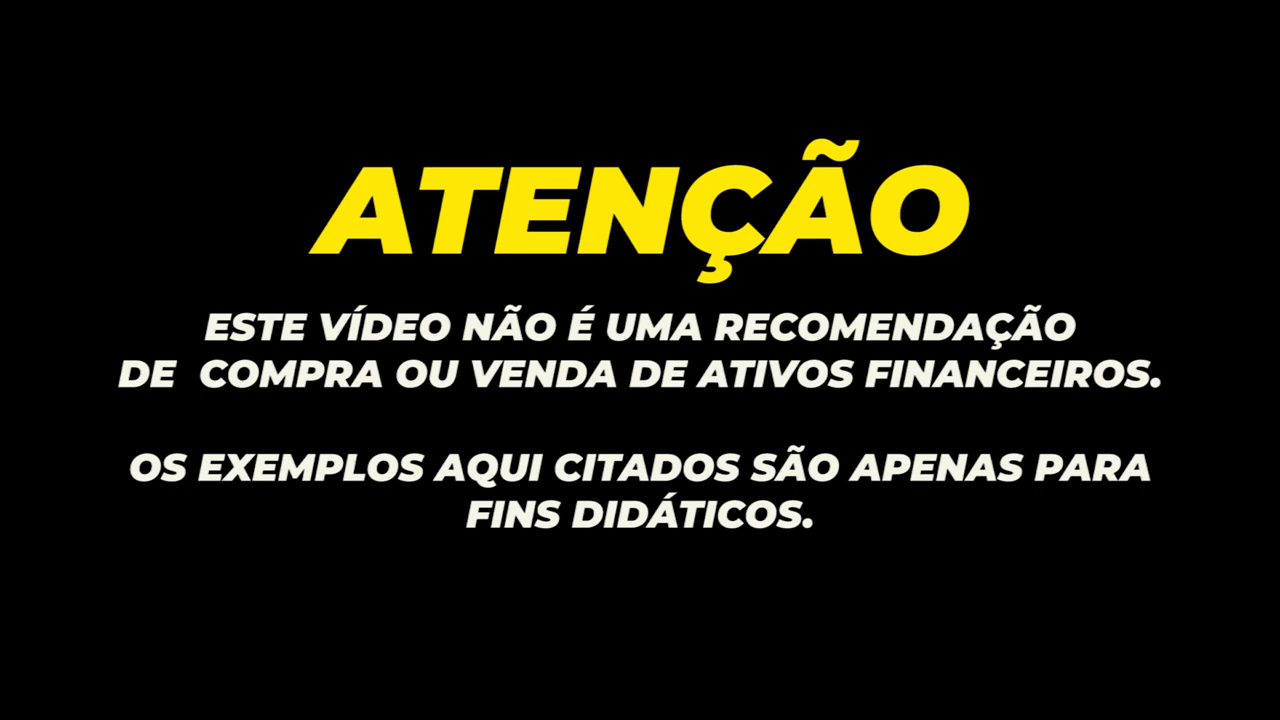 ATENÇÃO
ESTE VÍDEO NÃO É UMA RECOMENDAÇÃO
DE COMPRA OU VENDA DE ATIVOS FINANCEIROS.
OS EXEMPLOS AQUI CITADOS SÃO APENAS PARA
FINS DIDÁTICOS.